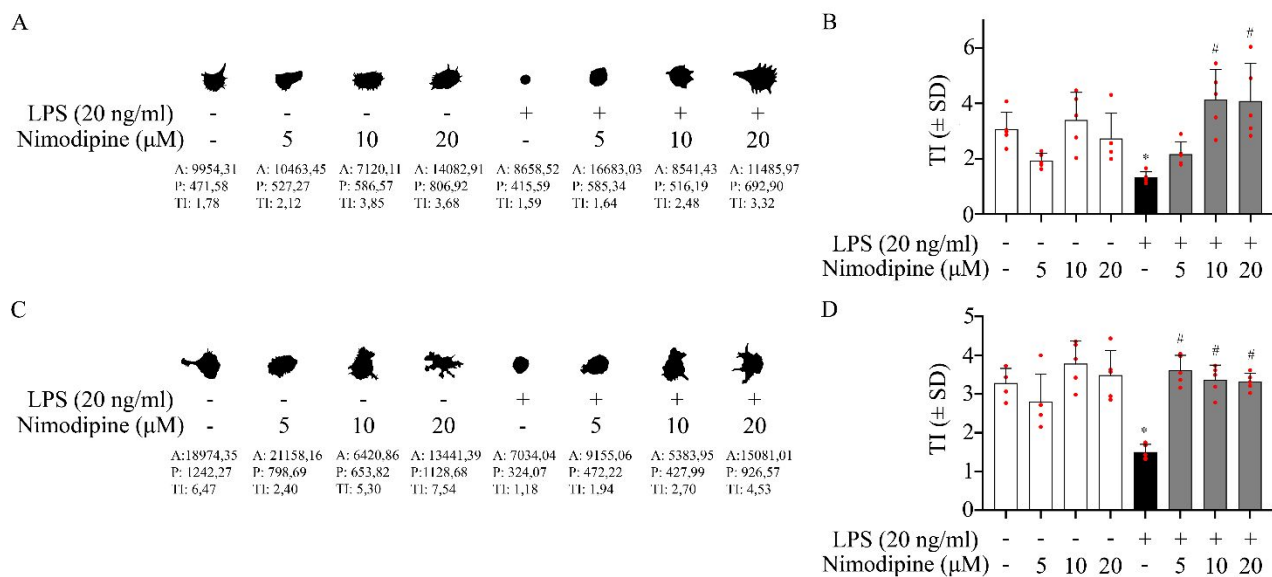 A
LPS (20 ng/ml) - - - - + + + +
Nimodipine (μM) - 5 10 20 - 5 10 20
A: 9954,31 A: 10463,45 A: 7120,11 A: 14082,91 A: 8658,52 A: 16683,03 A: 8541,43 A: 11485,97
P: 471,58 P: 527,27 P: 586,57 P: 806,92 P: 415,59 P: 585,34 P: 516,19 P: 692,90
TI: 1,78 TI: 2,12 TI: 3,85 TI: 3,68 TI: 1,59 TI: 1,64 TI: 2,48 TI: 3,32
B
TI (± SD)
6
4
2
0
* # #
LPS (20 ng/ml) - - - - + + + +
Nimodipine (μM) - 5 10 20 - 5 10 20
C
LPS (20 ng/ml) - - - - + + + +
Nimodipine (μM) - 5 10 20 - 5 10 20
A:18974,35 A: 21158,16 A: 6420,86 A: 13441,39 A: 7034,04 A: 9155,06 A: 5383,95 A:15081,01
P: 1242,27 P: 798,69 P: 653,82 P:1128,68 P: 324,07 P: 472,22 P: 427,99 P: 926,57
TI: 6,47 TI: 2,40 TI: 5,30 TI: 7,54 TI: 1,18 TI: 1,94 TI: 2,70 TI: 4,53
D
TI (± SD)
5
4
3
2
1
0
* # # #
LPS (20 ng/ml) - - - - + + + +
Nimodipine (μM) - 5 10 20 - 5 10 20